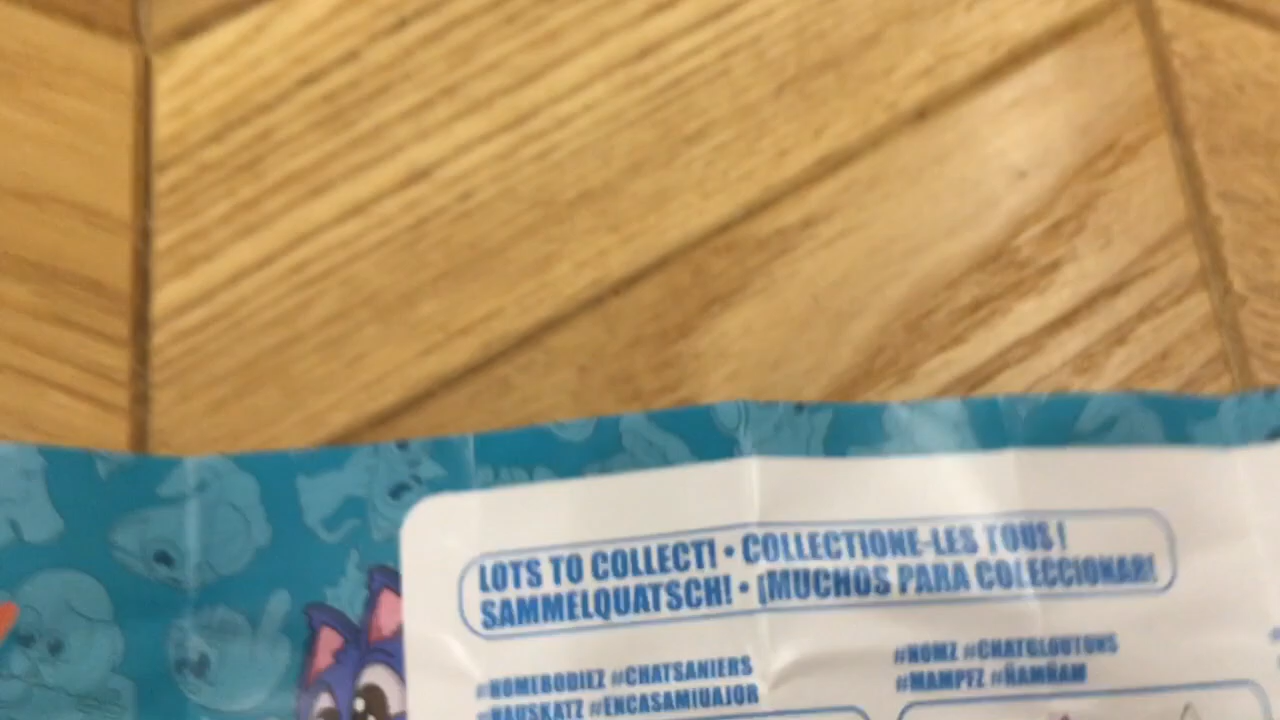 LOTS TO COLLECT! • COLLECTIONE-LES TOUS !
SAMMELQUATSCH! • ¡MUCHOS PARA COLECCIONAR!
#HOMEBODIEZ #CHATSANIERS
#HAUSKATZ #ENCASAMIUAJOR
#NOMZ #CHATGLOUTONS
#MAMPFZ #ÑAMÑAM